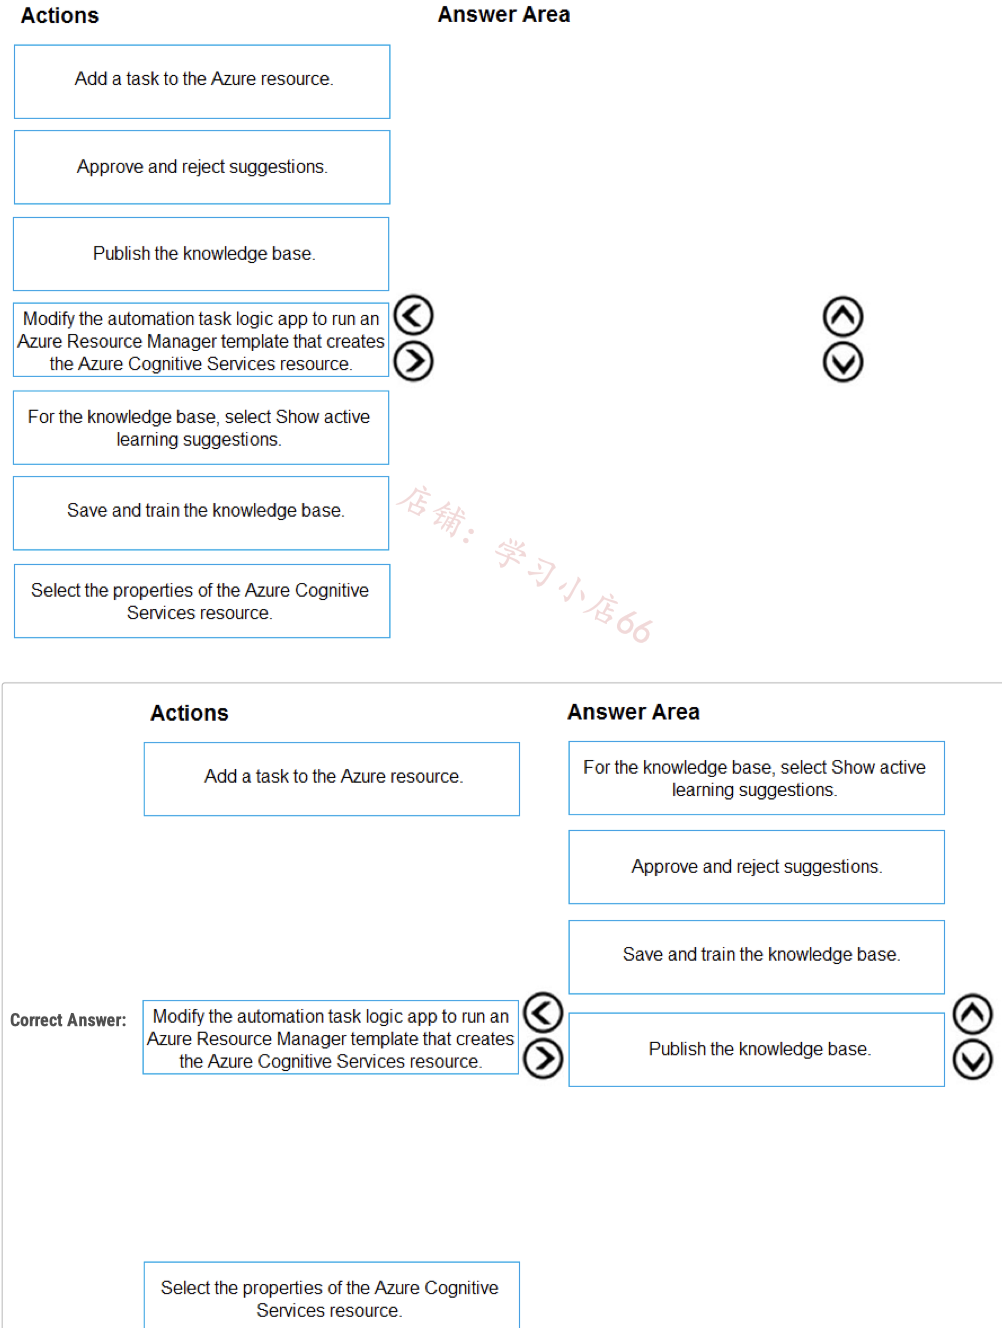 Actions
Answer Area
Add a task to the Azure resource.
Approve and reject suggestions.
Publish the knowledge base.
Modify the automation task logic app to run an
Azure Resource Manager template that creates
the Azure Cognitive Services resource.
For the knowledge base, select Show active
learning suggestions.
Save and train the knowledge base.
Select the properties of the Azure Cognitive
Services resource.
店铺：学习小店66
Actions
Answer Area
Add a task to the Azure resource.
For the knowledge base, select Show active
learning suggestions.
Approve and reject suggestions.
Save and train the knowledge base.
Correct Answer:
Modify the automation task logic app to run an
Azure Resource Manager template that creates
the Azure Cognitive Services resource.
Publish the knowledge base.
Select the properties of the Azure Cognitive
Services resource.